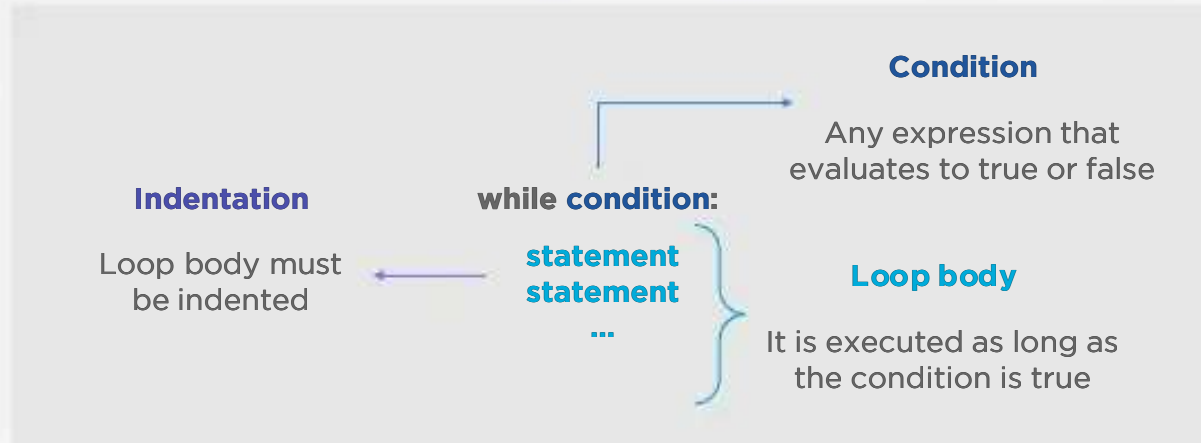 Condition
Any expression that
evaluates to true or false
Indentation
Loop body must
be indented
while condition:
statement
statement
...
Loop body
It is executed as long as
the condition is true